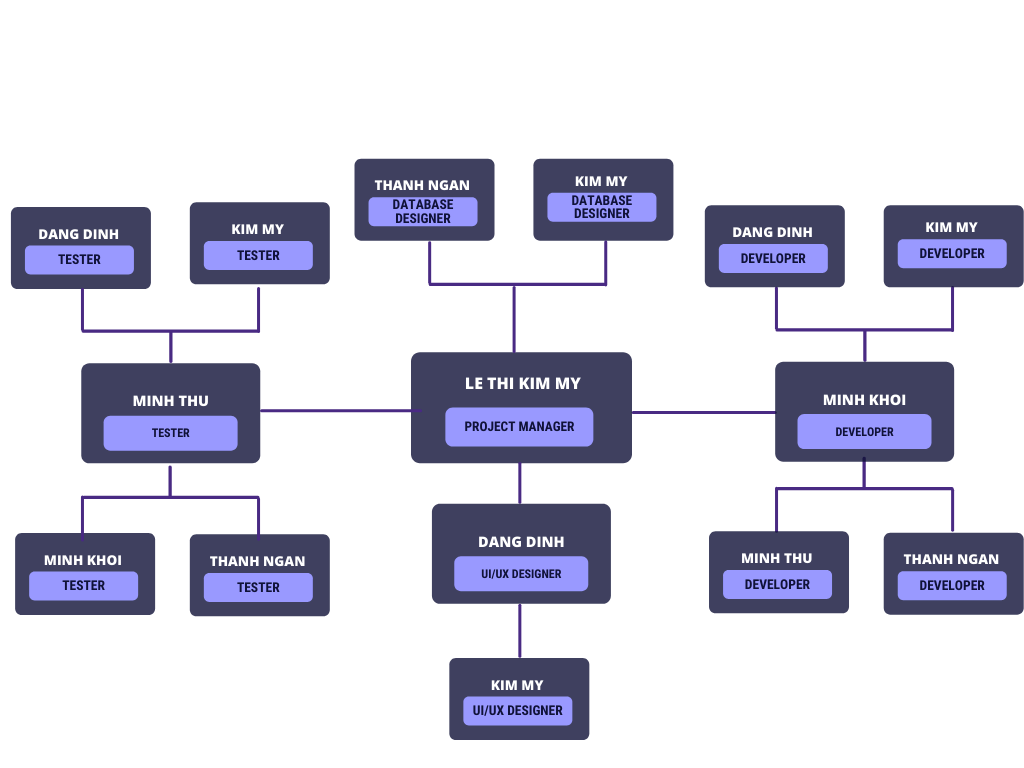 THANH NGAN
DATABASE
DESIGNER
KIM MY
DATABASE
DESIGNER
DANG DINH
TESTER
KIM MY
TESTER
DANG DINH
DEVELOPER
KIM MY
DEVELOPER
MINH THU
TESTER
LE THI KIM MY
PROJECT MANAGER
MINH KHOI
DEVELOPER
MINH KHOI
TESTER
THANH NGAN
TESTER
DANG DINH
UI/UX DESIGNER
MINH THU
DEVELOPER
THANH NGAN
DEVELOPER
KIM MY
UI/UX DESIGNER